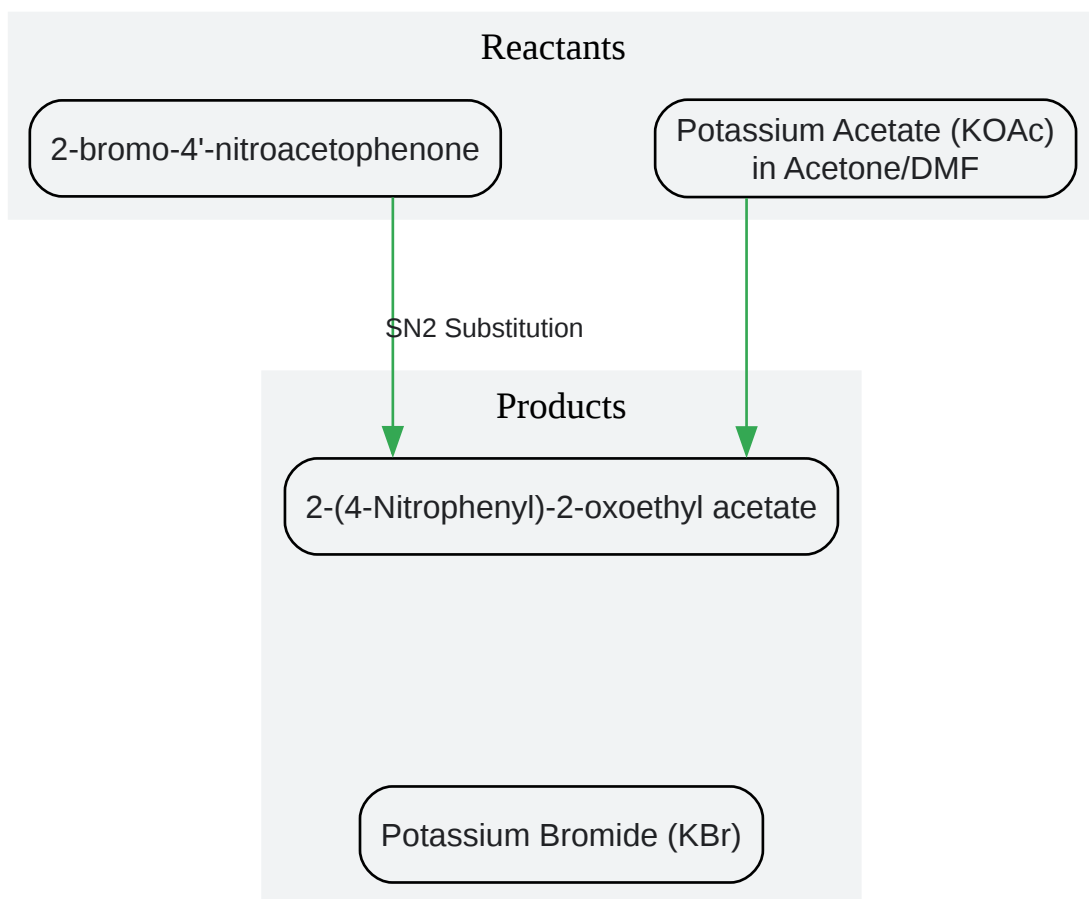 Reactants
2-bromo-4'-nitroacetophenone
Potassium Acetate (KOAc)
in Acetone/DMF
SN2 Substitution
Products
2-(4-Nitrophenyl)-2-oxoethyl acetate
Potassium Bromide (KBr)